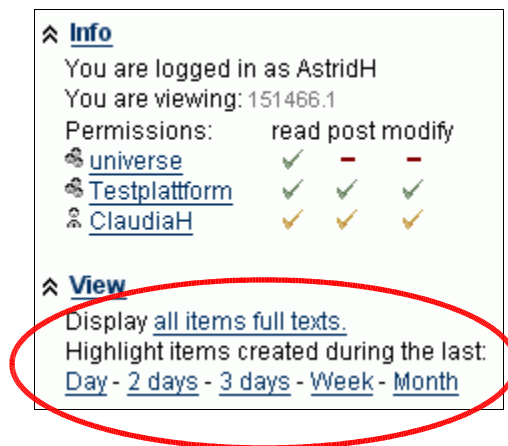 Info
You are logged in as AstridH
You are viewing: 151466.1
Permissions: read post modify
universe
Testplattform
ClaudiaH
View
Display all items full texts.
Highlight items created during the last:
Day - 2 days - 3 days - Week - Month